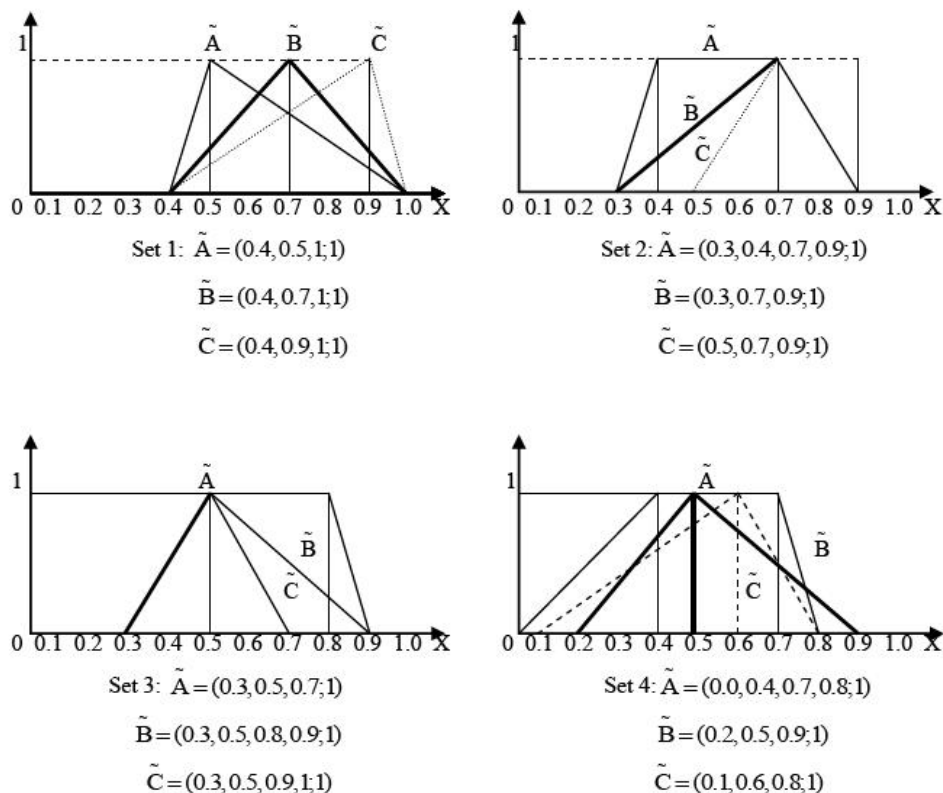 1 Ã B̃ C̃
0 0.1 0.2 0.3 0.4 0.5 0.7 0.9 1.0 X
Set 1: Ã = (0.4, 0.5, 1;1)
B̃ = (0.4, 0.7, 1;1)
C̃ = (0.4, 0.9, 1;1)
1 Ã
B̃
C̃
0 0.1 0.2 0.3 0.4 0.5 0.6 0.7 0.8 0.9 1.0 X
Set 2: Ã = (0.3, 0.4, 0.7, 0.9;1)
B̃ = (0.3, 0.7, 0.9;1)
C̃ = (0.5, 0.7, 0.9;1)
1 Ã
B̃
C̃
0 0.1 0.2 0.3 0.4 0.5 0.6 0.7 0.8 0.9 1.0 X
Set 3: Ã = (0.3, 0.5, 0.7;1)
B̃ = (0.3, 0.5, 0.8, 0.9;1)
C̃ = (0.3, 0.5, 0.9, 1;1)
1 Ã
B̃
C̃
0 0.1 0.2 0.3 0.4 0.5 0.6 0.7 0.8 0.9 1.0 X
Set 4: Ã = (0.0, 0.4, 0.7, 0.8;1)
B̃ = (0.2, 0.5, 0.9;1)
C̃ = (0.1, 0.6, 0.8;1)